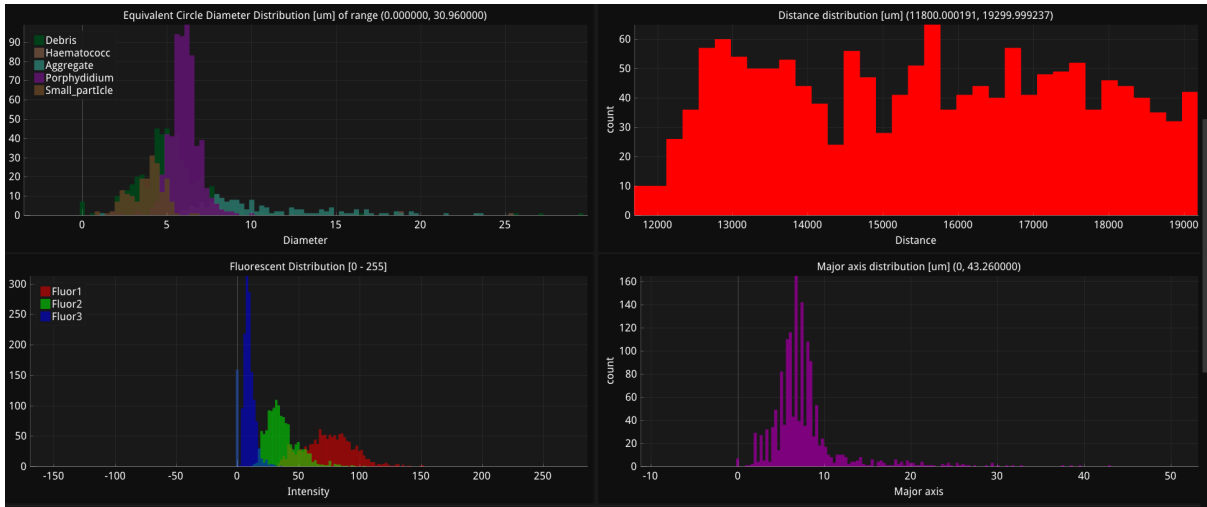 Equivalent Circle Diameter Distribution [um] of range (0.000000, 30.960000)
90
80
70
60
50
40
30
20
10
0
Debris
Haematococc
Aggregate
Porphydidium
Small_partIcle
0 5 10 15 20 25
Diameter
Distance distribution [um] (11800.000191, 19299.999237)
count
60
50
40
30
20
10
0
12000 13000 14000 15000 16000 17000 18000 19000
Distance
Fluorescent Distribution [0 - 255]
300
250
200
150
100
50
0
Fluor1
Fluor2
Fluor3
-150 -100 -50 0 50 100 150 200 250
Intensity
Major axis distribution [um] (0, 43.260000)
count
160
140
120
100
80
60
40
20
0
-10 0 10 20 30 40 50
Major axis